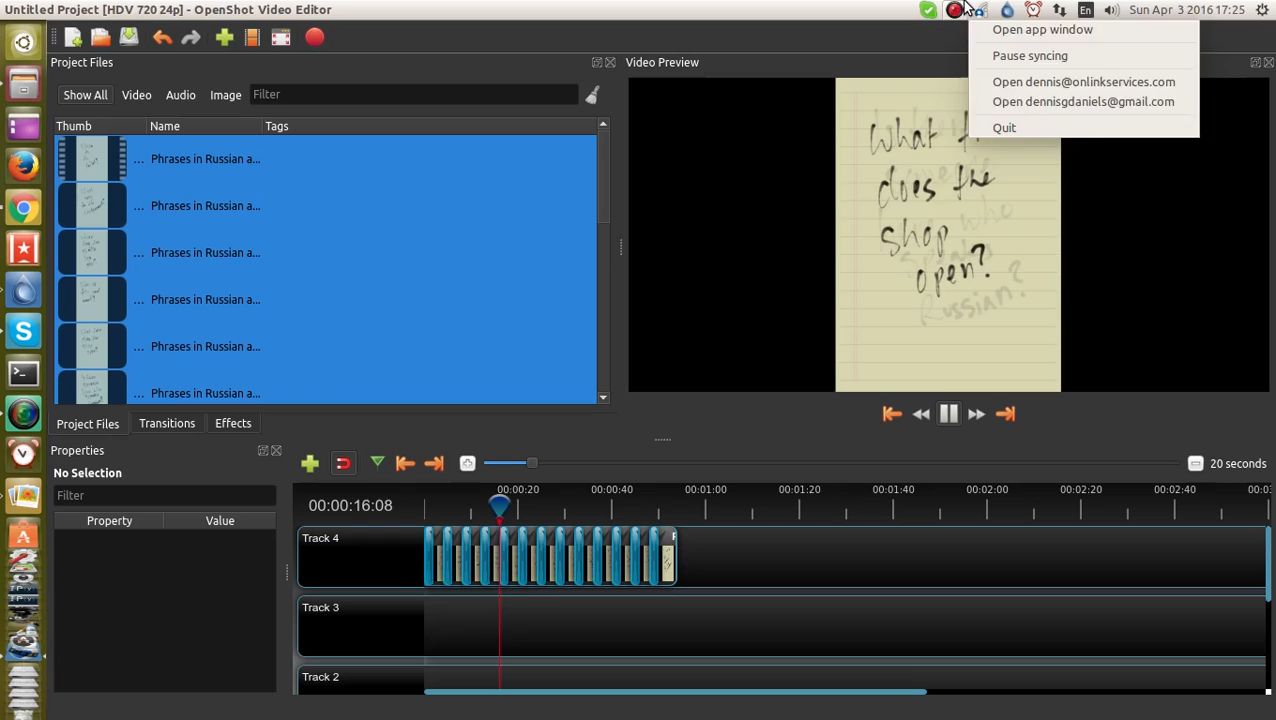 Untitled Project [HDV 720 24p] - OpenShot Video Editor
En
Sun Apr 3 2016 17:25
Open app window
Pause syncing
Open dennis@onlinkservices.com
Open dennisgdaniels@gmail.com
Quit
Project Files
Video Preview
Show All
Video
Audio
Image
Filter
Thumb
Name
Tags
... Phrases in Russian a...
... Phrases in Russian a...
... Phrases in Russian a...
... Phrases in Russian a...
... Phrases in Russian a...
... Phrases in Russian a...
What
does the
shop who
open?
Russian?
Project Files
Transitions
Effects
Properties
No Selection
Filter
Property
Value
20 seconds
00:00:16:08
00:00:20
00:00:40
00:01:00
00:01:20
00:01:40
00:02:00
00:02:20
00:02:40
Track 4
Track 3
Track 2